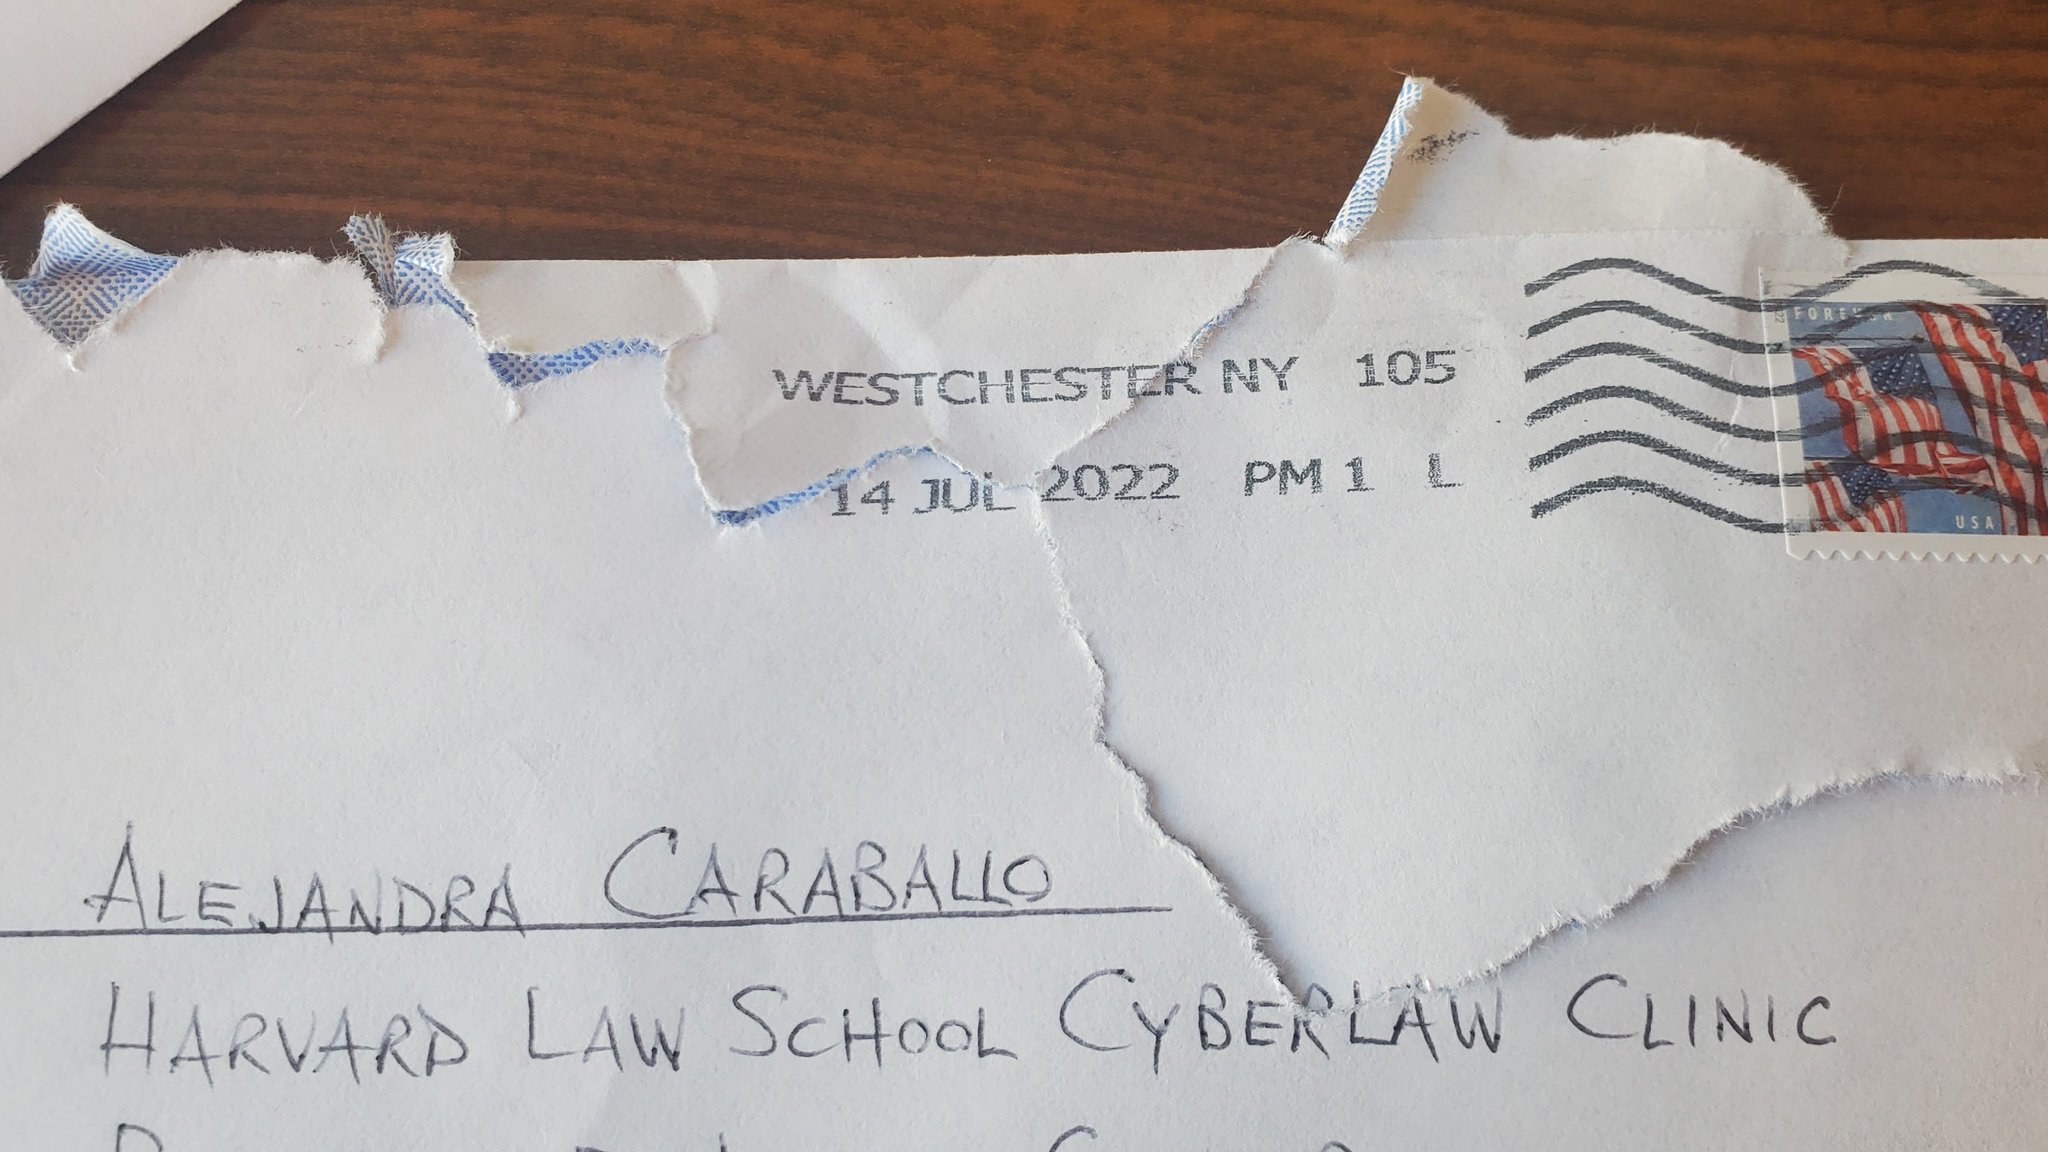 WESTCHESTER NY 105
14 JUL 2022 PM 1 L
FOREVER
USA
ALEJANDRA CARABALLO
HARVARD LAW SCHOOL CYBERLAW CLINIC